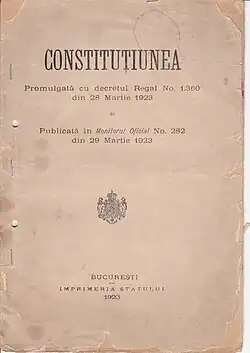 CONSTITUȚIUNEA
Promulgată cu decretul Regal No. 1.360
din 28 Martie 1923
și
Publicată în Monitorul Oficial No. 282
din 29 Martie 1923
BUCUREȘTI
IMPRIMERIA STATULUI
1923